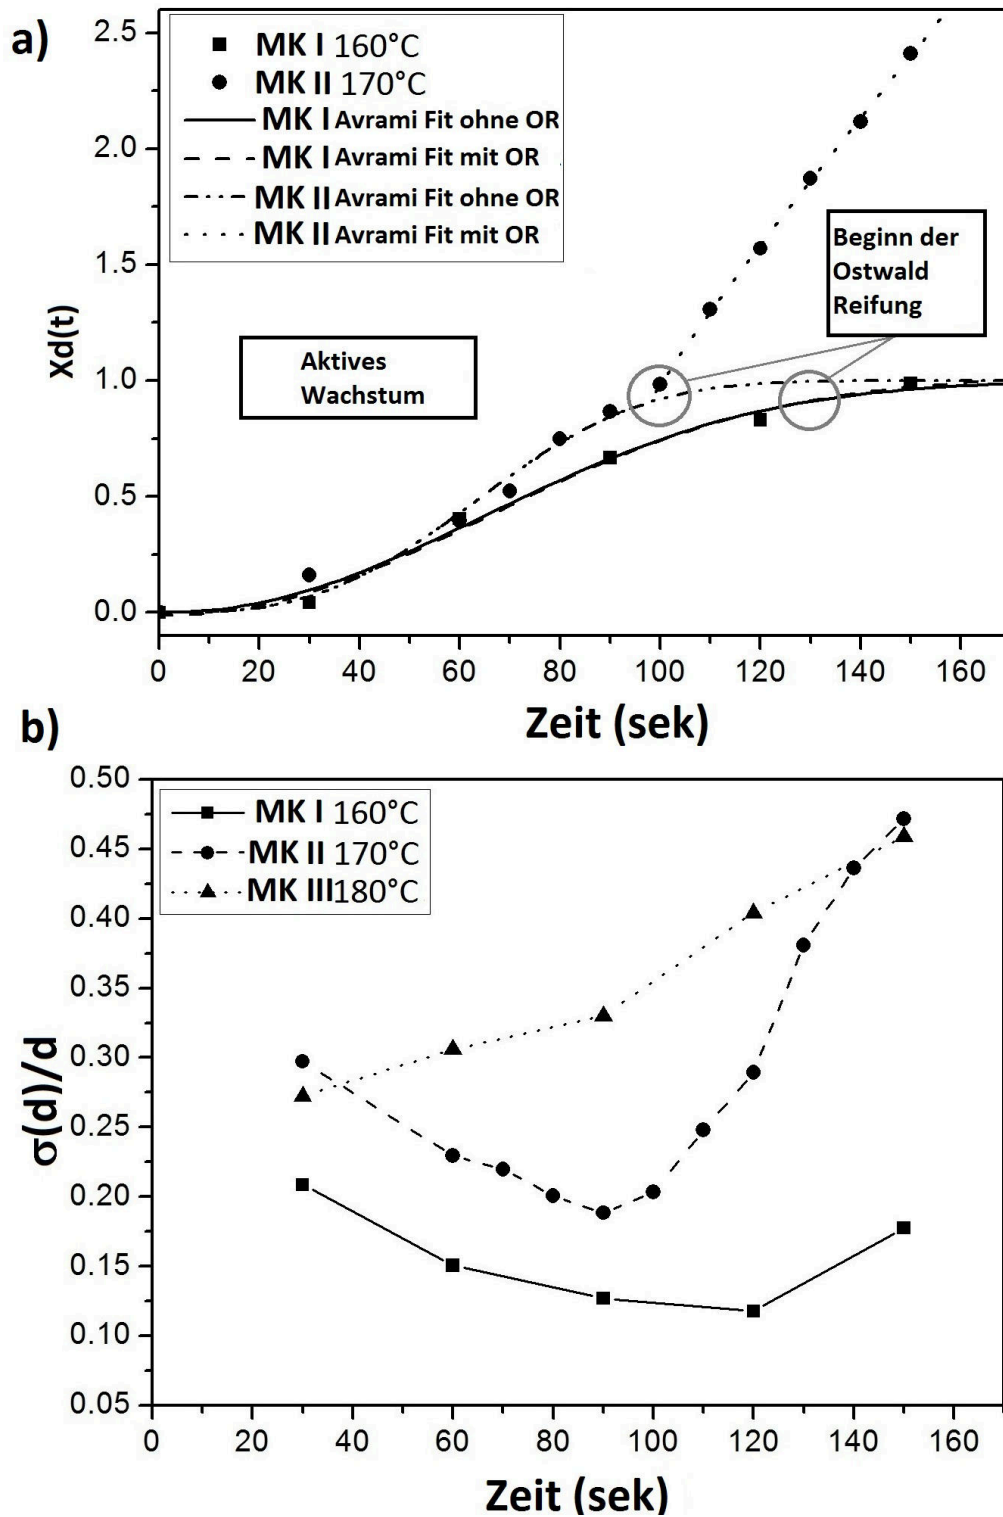 a)
2.5
2.0
1.5
1.0
0.5
0.0
Xd(t)
MK I 160°C
MK II 170°C
MK I Avrami Fit ohne OR
MK I Avrami Fit mit OR
MK II Avrami Fit ohne OR
MK II Avrami Fit mit OR
Beginn der
Ostwald
Reifung
Aktives
Wachstum
0 20 40 60 80 100 120 140 160
Zeit (sek)
b)
0.50
0.45
0.40
0.35
0.30
0.25
0.20
0.15
0.10
0.05
σ(d)/d
MK I 160°C
MK II 170°C
MK III 180°C
0 20 40 60 80 100 120 140 160
Zeit (sek)